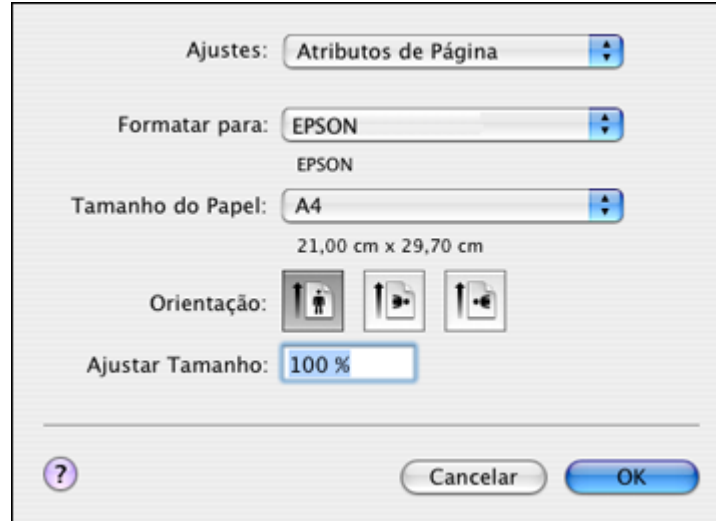 Ajustes: Atributos de Página
Formatar para: EPSON
EPSON
Tamanho do Papel: A4
21,00 cm x 29,70 cm
Orientação:
Ajustar Tamanho: 100 %
? Cancelar OK